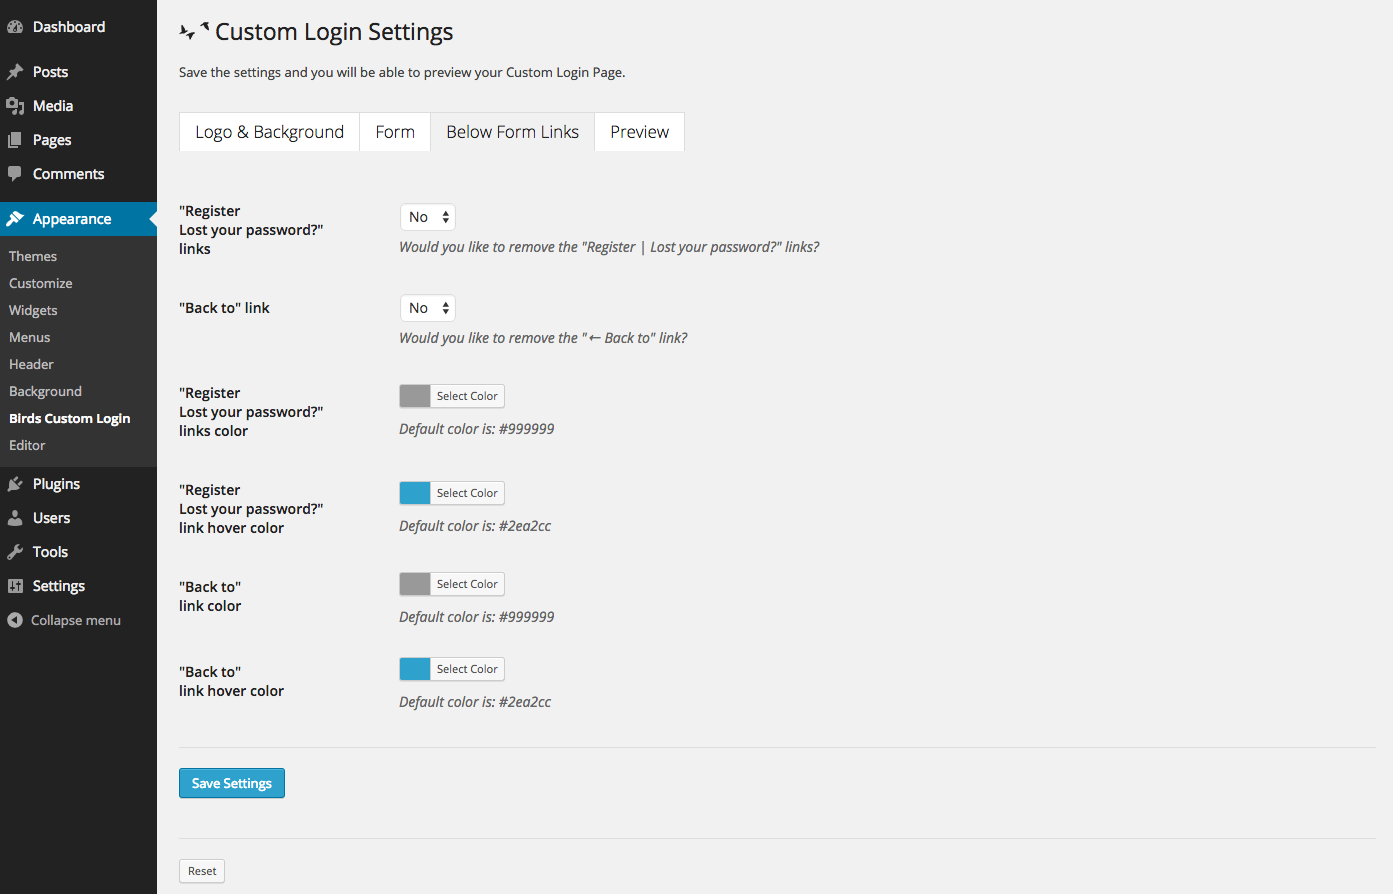 Dashboard
Posts
Media
Pages
Comments
Appearance
Themes
Customize
Widgets
Menus
Header
Background
Birds Custom Login
Editor
Plugins
Users
Tools
Settings
Collapse menu
Custom Login Settings
Save the settings and you will be able to preview your Custom Login Page.
Logo & Background Form Below Form Links Preview
"Register
Lost your password?"
links
No
Would you like to remove the "Register | Lost your password?" links?
"Back to" link
No
Would you like to remove the "← Back to" link?
"Register
Lost your password?"
links color
Select Color
Default color is: #999999
"Register
Lost your password?"
link hover color
Select Color
Default color is: #2ea2cc
"Back to"
link color
Select Color
Default color is: #999999
"Back to"
link hover color
Select Color
Default color is: #2ea2cc
Save Settings
Reset